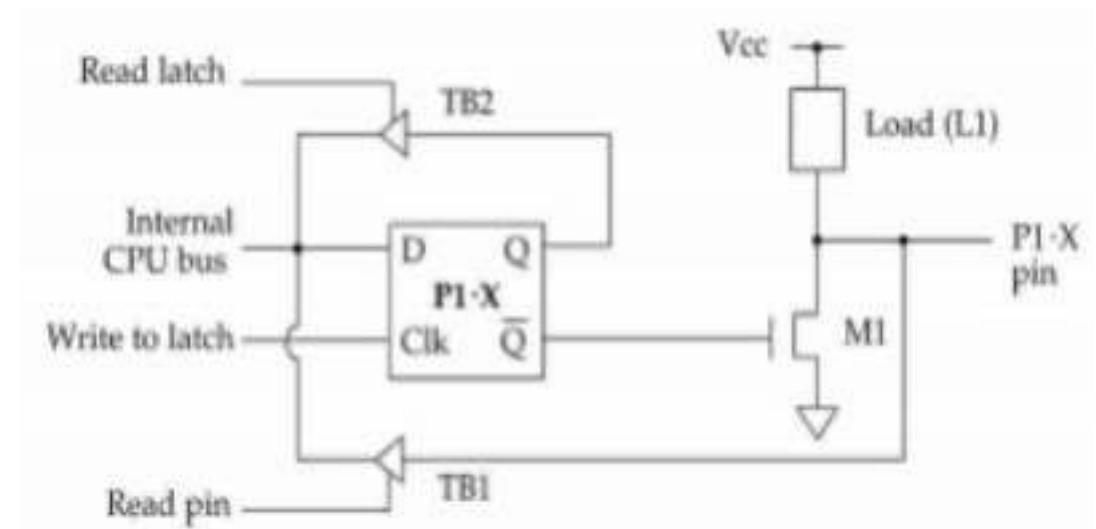 Vcc
Read latch
TB2
Load (L1)
Internal
CPU bus
D Q
P1·X
pin
P1·X
Write to latch
Clk Q̅
M1
TB1
Read pin